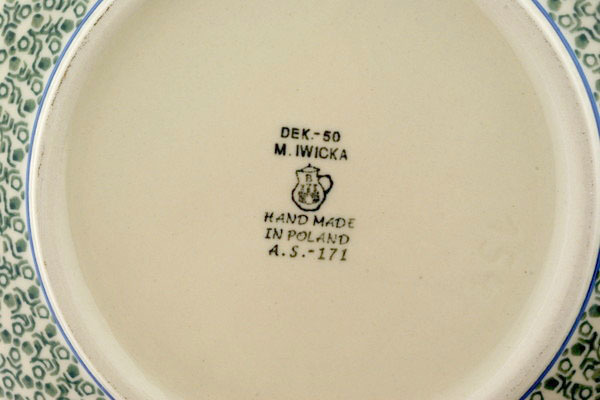 DEK.-50
M. IWICKA
B
HAND MADE
IN POLAND
A.S.-171